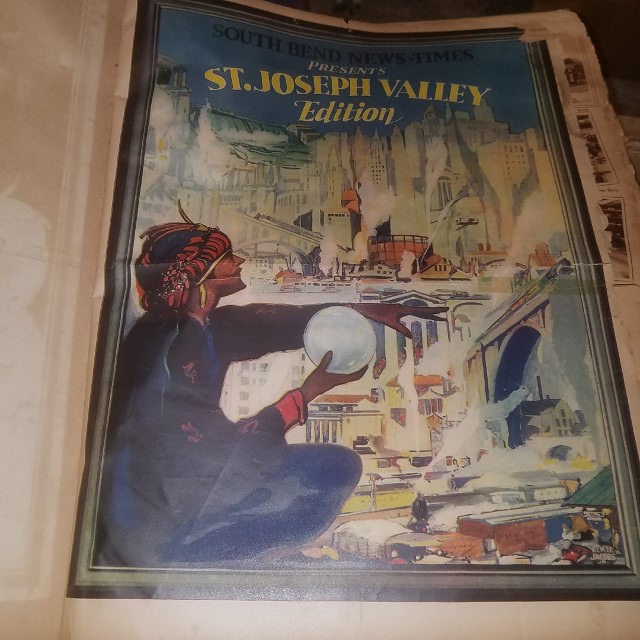 SOUTH BEND NEWS-TIMES
PRESENTS
ST. JOSEPH VALLEY
Edition